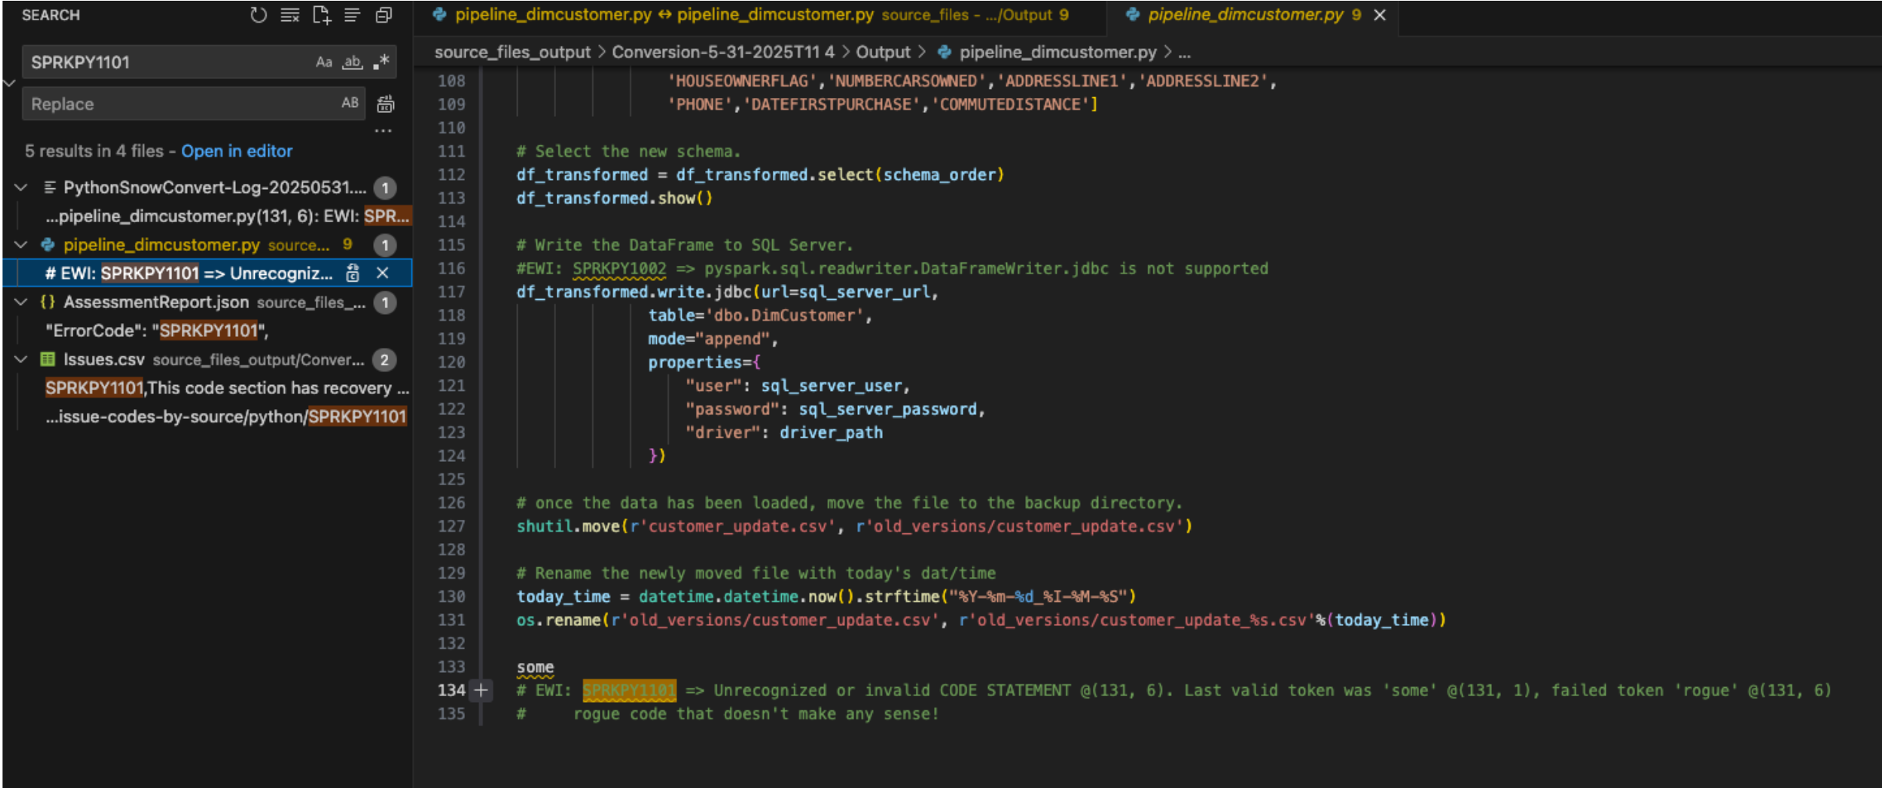 SEARCH
SPRKPY1101
Aa ab .*
Replace
AB
...
5 results in 4 files - Open in editor
PythonSnowConvert-Log-20250531.... 1
...pipeline_dimcustomer.py(131, 6): EWI: SPR...
pipeline_dimcustomer.py source... 9 1
# EWI: SPRKPY1101 => Unrecogniz...
{} AssessmentReport.json source_files_... 1
"ErrorCode": "SPRKPY1101",
Issues.csv source_files_output/Conver... 2
SPRKPY1101,This code section has recovery ...
...issue-codes-by-source/python/SPRKPY1101
pipeline_dimcustomer.py ↔ pipeline_dimcustomer.py source_files - .../Output 9
pipeline_dimcustomer.py 9
source_files_output > Conversion-5-31-2025T11 4 > Output > pipeline_dimcustomer.py > ...
108 'HOUSEOWNERFLAG','NUMBERCARSOWNED','ADDRESSLINE1','ADDRESSLINE2',
109 'PHONE','DATEFIRSTPURCHASE','COMMUTEDISTANCE']
110
111 # Select the new schema.
112 df_transformed = df_transformed.select(schema_order)
113 df_transformed.show()
114
115 # Write the DataFrame to SQL Server.
116 #EWI: SPRKPY1002 => pyspark.sql.readwriter.DataFrameWriter.jdbc is not supported
117 df_transformed.write.jdbc(url=sql_server_url,
118 table='dbo.DimCustomer',
119 mode="append",
120 properties={
121 "user": sql_server_user,
122 "password": sql_server_password,
123 "driver": driver_path
124 })
125
126 # once the data has been loaded, move the file to the backup directory.
127 shutil.move(r'customer_update.csv', r'old_versions/customer_update.csv')
128
129 # Rename the newly moved file with today's dat/time
130 today_time = datetime.datetime.now().strftime("%Y-%m-%d_%I-%M-%S")
131 os.rename(r'old_versions/customer_update.csv', r'old_versions/customer_update_%s.csv'%(today_time))
132
133 some
134 # EWI: SPRKPY1101 => Unrecognized or invalid CODE STATEMENT @(131, 6). Last valid token was 'some' @(131, 1), failed token 'rogue' @(131, 6)
135 # rogue code that doesn't make any sense!